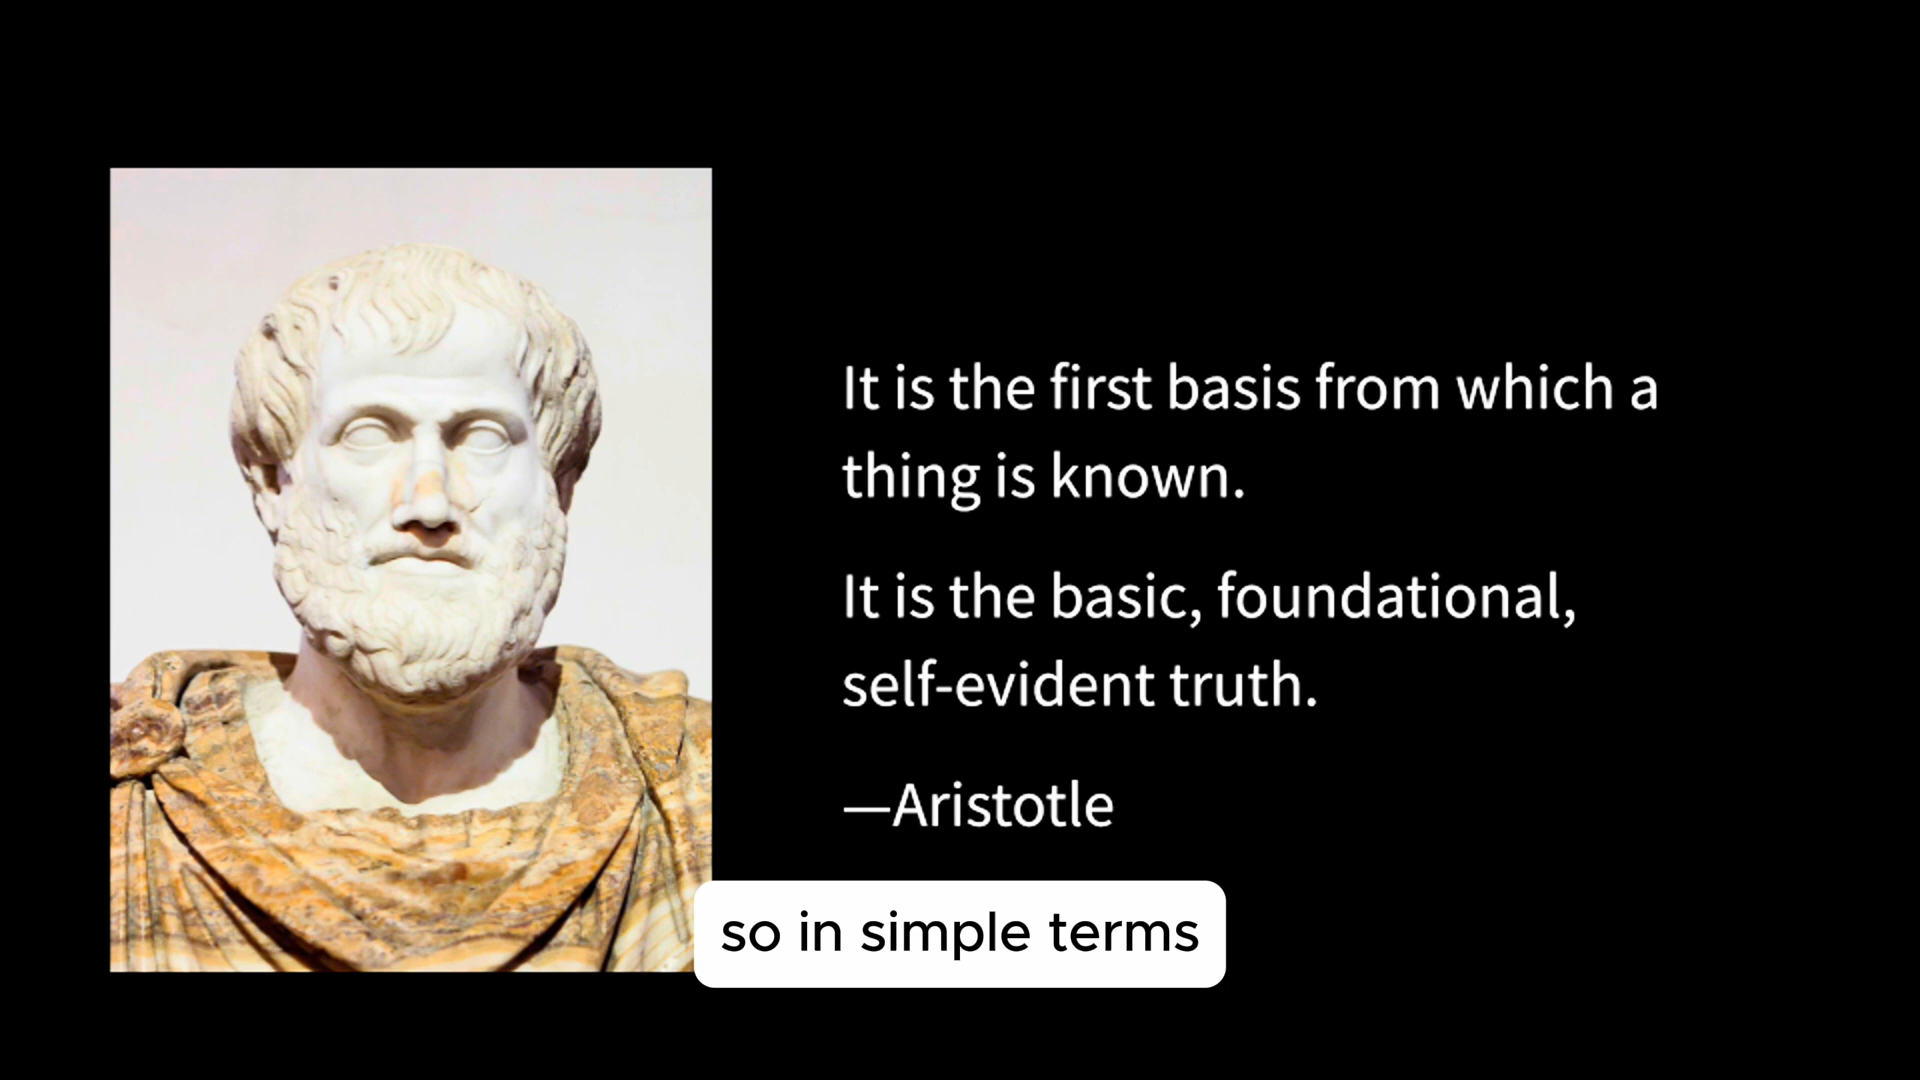 It is the first basis from which a
thing is known.
It is the basic, foundational,
self-evident truth.
—Aristotle
so in simple terms